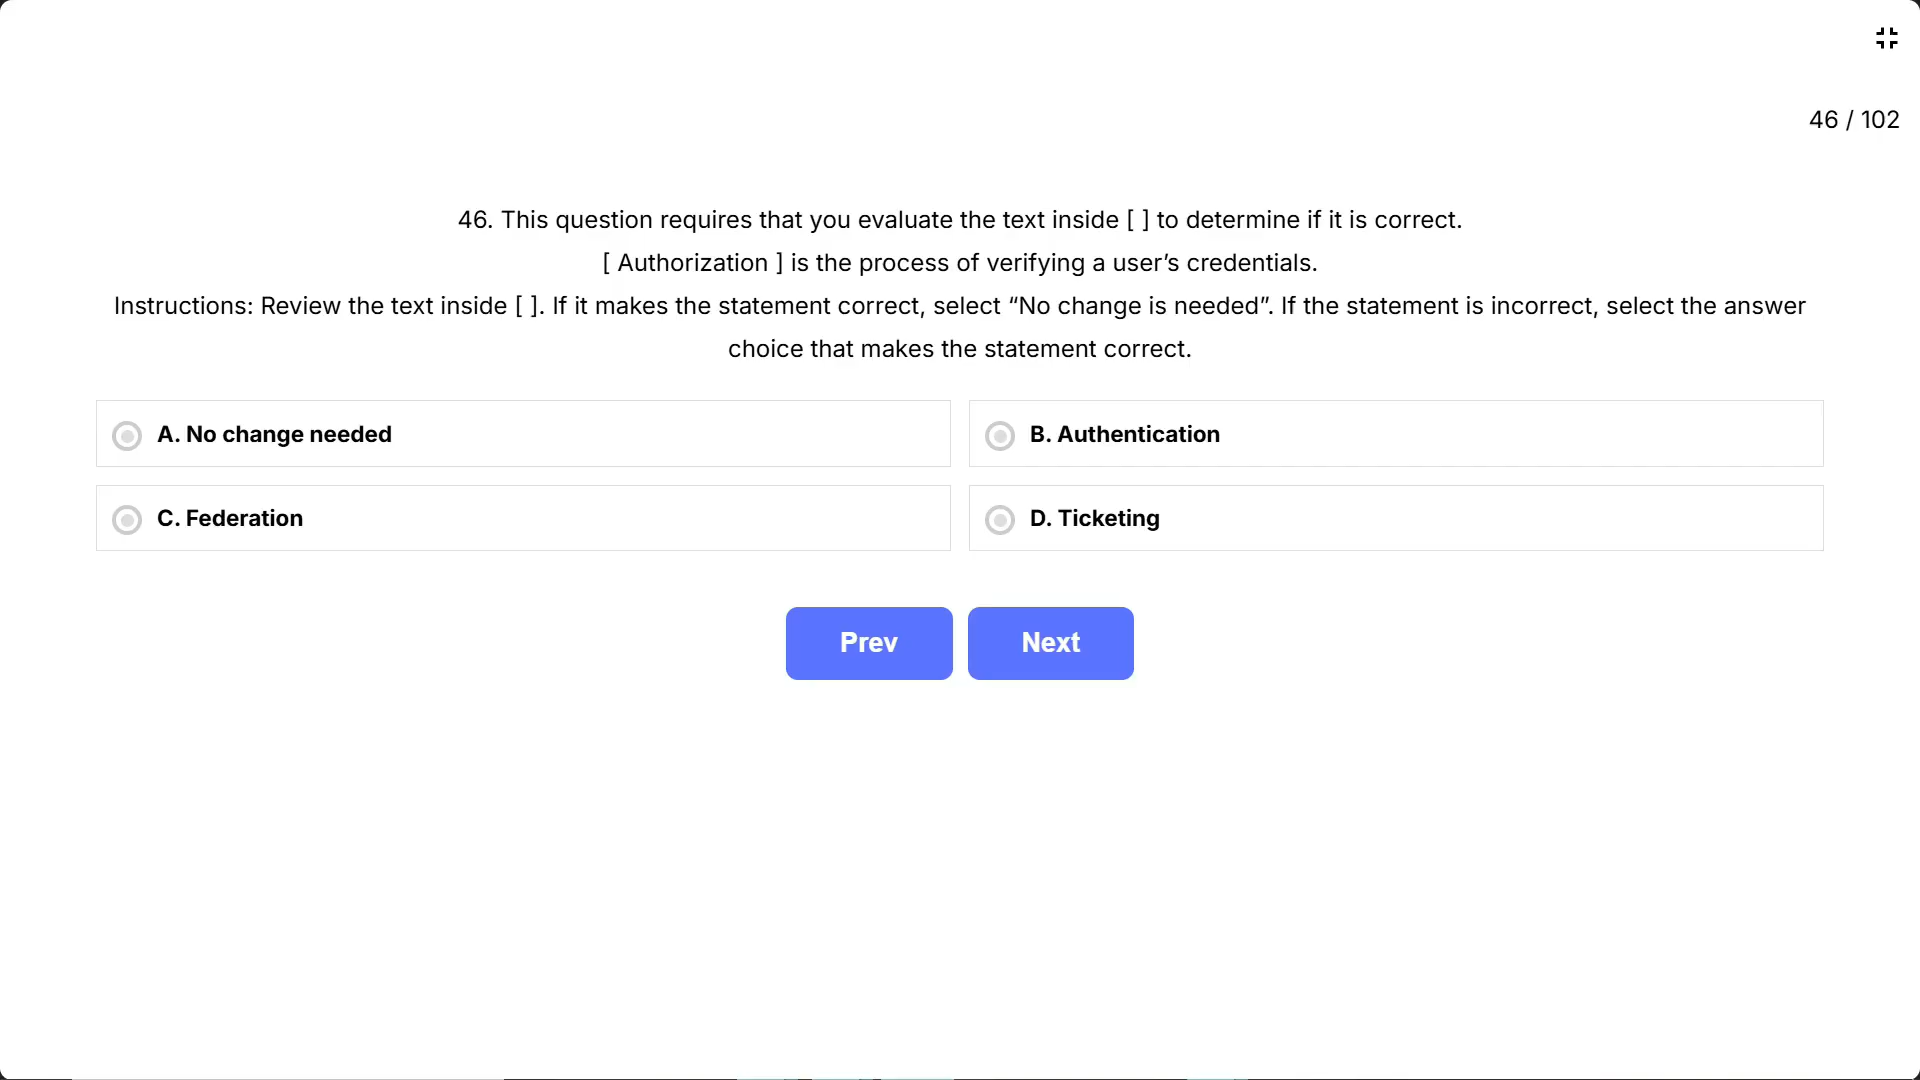 46 / 102
46. This question requires that you evaluate the text inside [ ] to determine if it is correct.
[ Authorization ] is the process of verifying a user’s credentials.
Instructions: Review the text inside [ ]. If it makes the statement correct, select “No change is needed”. If the statement is incorrect, select the answer
choice that makes the statement correct.
A. No change needed
B. Authentication
C. Federation
D. Ticketing
Prev
Next